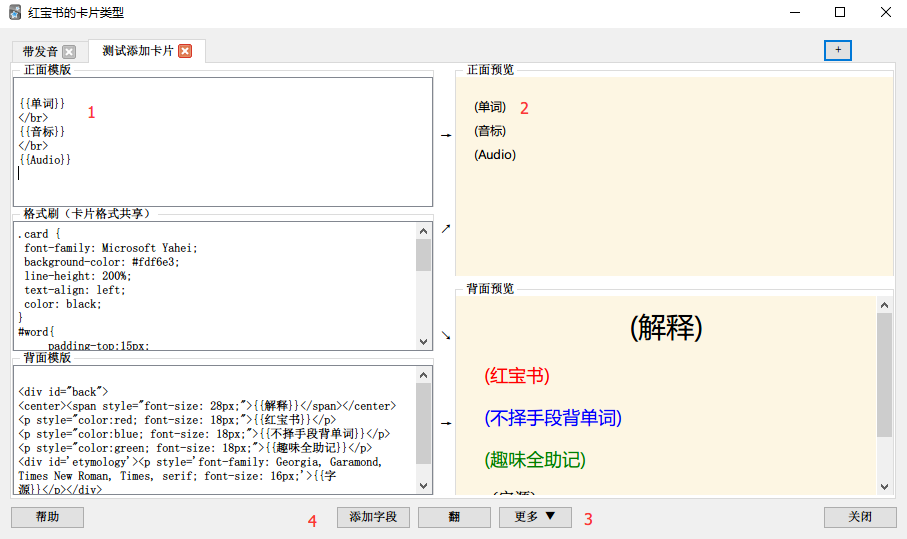 红宝书的卡片类型
带发音
测试添加卡片
+
正面模版
{{单词}}
</br>
{{音标}}
</br>
{{Audio}}
1
正面预览
(单词)
2
(音标)
(Audio)
格式刷（卡片格式共享）
.card {
font-family: Microsoft Yahei;
background-color: #fdf6e3;
line-height: 200%;
text-align: left;
color: black;
}
#word{
padding-top:15px;
背面模版
<div id="back">
<center><span style="font-size: 28px;">{{解释}}</span></center>
<p style="color:red; font-size: 18px;">{{红宝书}}</p>
<p style="color:blue; font-size: 18px;">{{不择手段背单词}}</p>
<p style="color:green; font-size: 18px;">{{趣味全助记}}</p>
<div id='etymology'><p style='font-family: Georgia, Garamond,
Times New Roman, Times, serif; font-size: 16px;'>{{字
源}}</p></div>
背面预览
(解释)
(红宝书)
(不择手段背单词)
(趣味全助记)
(字源)
帮助
4
添加字段
翻
更多 ▼
3
关闭